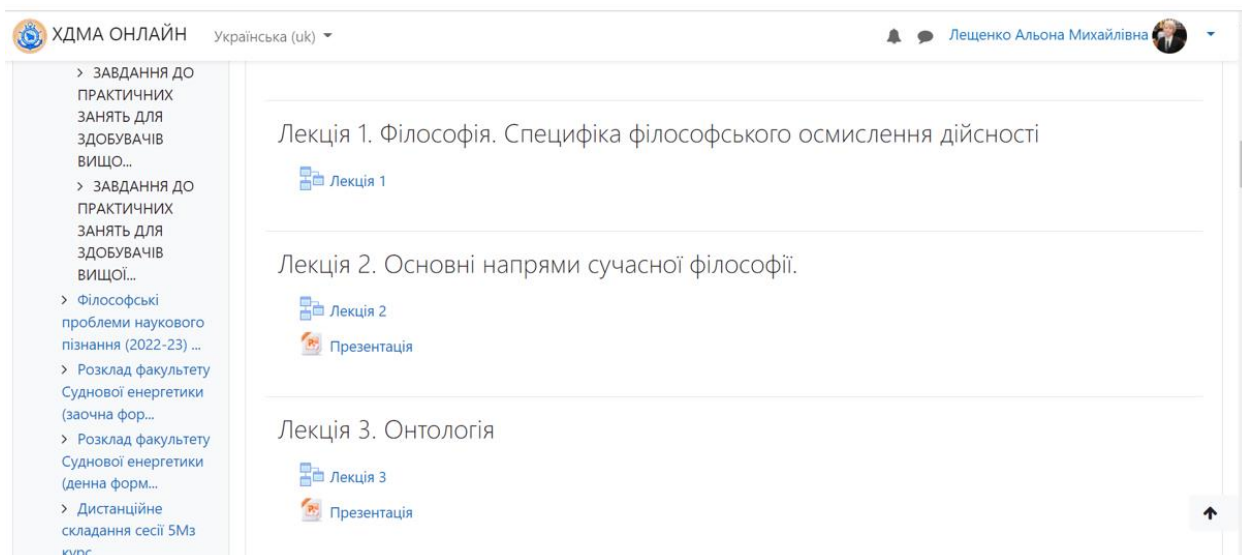 ХДМА ОНЛАЙН Українська (uk)
Лещенко Альона Михайлівна
ЗАВДАННЯ ДО
ПРАКТИЧНИХ
ЗАНЯТЬ ДЛЯ
ЗДОБУВАЧІВ
ВИЩО...
ЗАВДАННЯ ДО
ПРАКТИЧНИХ
ЗАНЯТЬ ДЛЯ
ЗДОБУВАЧІВ
ВИЩОЇ...
Філософські
проблеми наукового
пізнання (2022-23) ...
Розклад факультету
Суднової енергетики
(заочна фор...
Розклад факультету
Суднової енергетики
(денна форм...
Дистанційне
складання сесії 5Мз
курс
Лекція 1. Філософія. Специфіка філософського осмислення дійсності
Лекція 1
Лекція 2. Основні напрями сучасної філософії.
Лекція 2
Презентація
Лекція 3. Онтологія
Лекція 3
Презентація